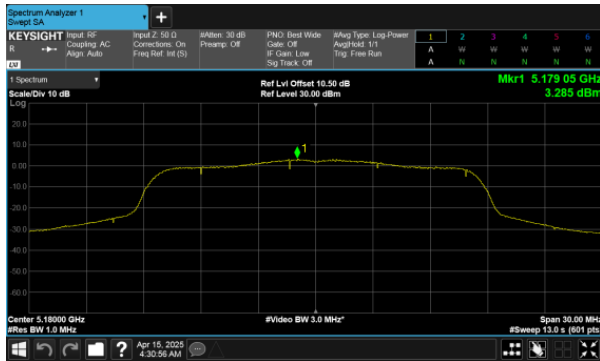 Spectrum Analyzer 1
Swept SA
+
KEYSIGHT Input: RF Input Z: 50 Ω #Atten: 30 dB PNO: Best Wide #Avg Type: Log-Power 1 2 3 4 5 6
R Coupling: AC Corrections: On Preamp: Off Gate: Off Avg|Hold: 1/1 A W W W W W
Align: Auto Freq Ref: Int (S) IF Gain: Low Trig: Free Run
Sig Track: Off A N N N N N
LXI
1 Spectrum Ref Lvl Offset 10.50 dB Mkr1 5.179 05 GHz
Scale/Div 10 dB Ref Level 30.00 dBm 3.285 dBm
Log
20.0
10.0
1
0.00
-10.0
-20.0
-30.0
-40.0
-50.0
-60.0
Center 5.18000 GHz #Video BW 3.0 MHz* Span 30.00 MHz
#Res BW 1.0 MHz #Sweep 13.0 s (601 pts)
? Apr 15, 2025
4:30:56 AM